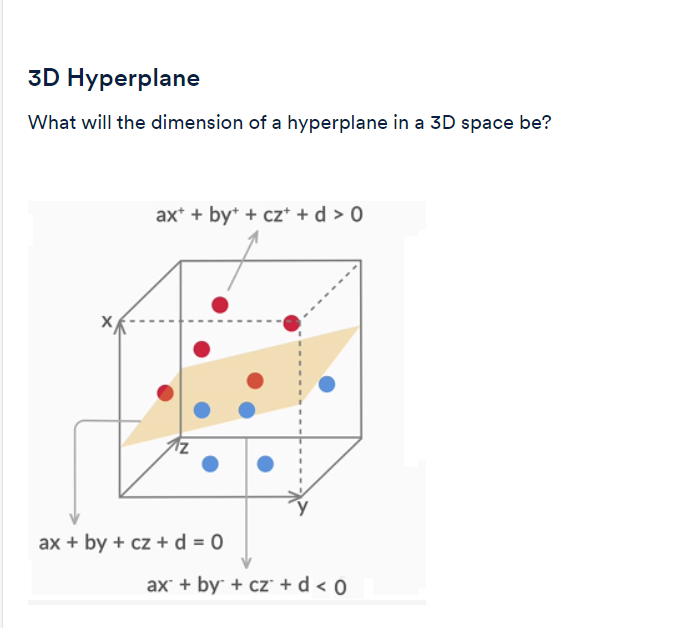 3D Hyperplane
What will the dimension of a hyperplane in a 3D space be?
ax⁺ + by⁺ + cz⁺ + d > 0
X
Z
Y
ax + by + cz + d = 0
ax⁻ + by⁻ + cz⁻ + d < 0